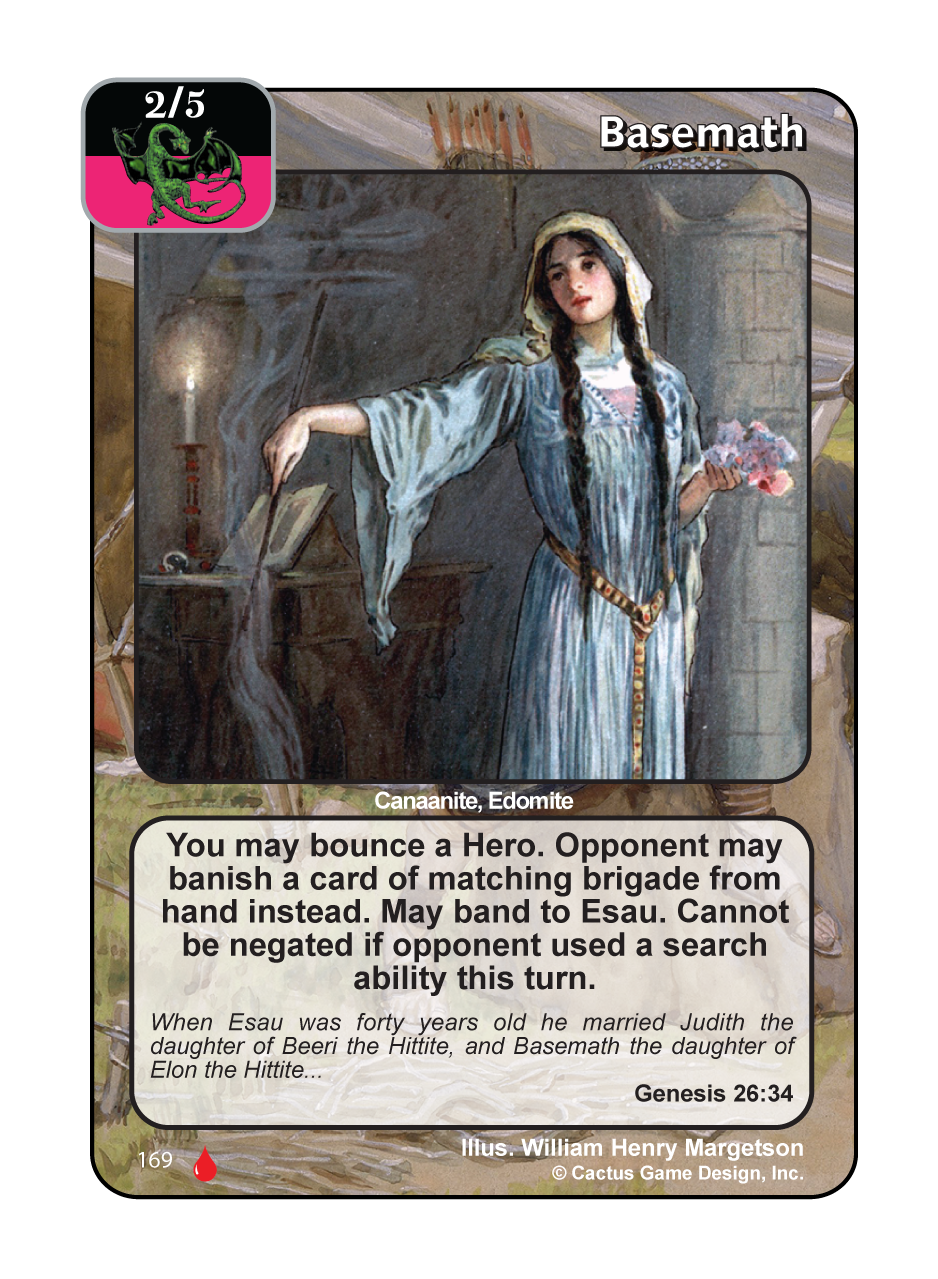 2/5
Basemath
Canaanite, Edomite
You may bounce a Hero. Opponent may
banish a card of matching brigade from
hand instead. May band to Esau. Cannot
be negated if opponent used a search
ability this turn.
When Esau was forty years old he married Judith the
daughter of Beeri the Hittite, and Basemath the daughter of
Elon the Hittite...
Genesis 26:34
169
Illus. William Henry Margetson
© Cactus Game Design, Inc.